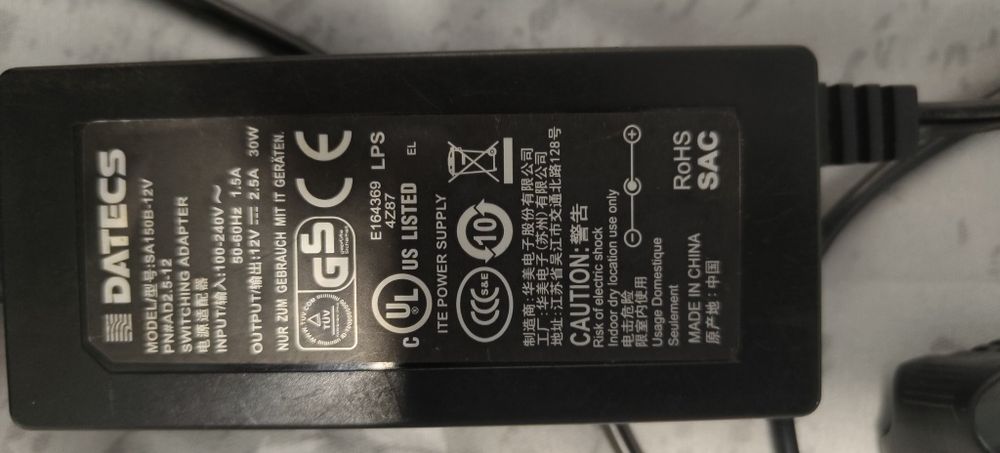 DATECS
MODEL/型号:SA150B-12V
PN#AD2.5-12
SWITCHING ADAPTER
电源适配器
INPUT/输入:100-240V～
50-60Hz 1.5A
OUTPUT/输出:12V⎓ 2.5A 30W
NUR ZUM GEBRAUCH MIT IT GERÄTEN.
TÜV
GS
CE
C UL US LISTED
E164369 LPS
4Z87
EL
ITE POWER SUPPLY
CCC S&E
10
制造商:华美电子股份有限公司
工厂:华美电子(苏州)有限公司
地址:江苏省吴江市交通北路128号
CAUTION:警告
Risk of electric shock
Indoor dry location use only
电击危险
限室内使用
Usage Domestique
Seulement
MADE IN CHINA
原产地:中国
RoHS
SAC